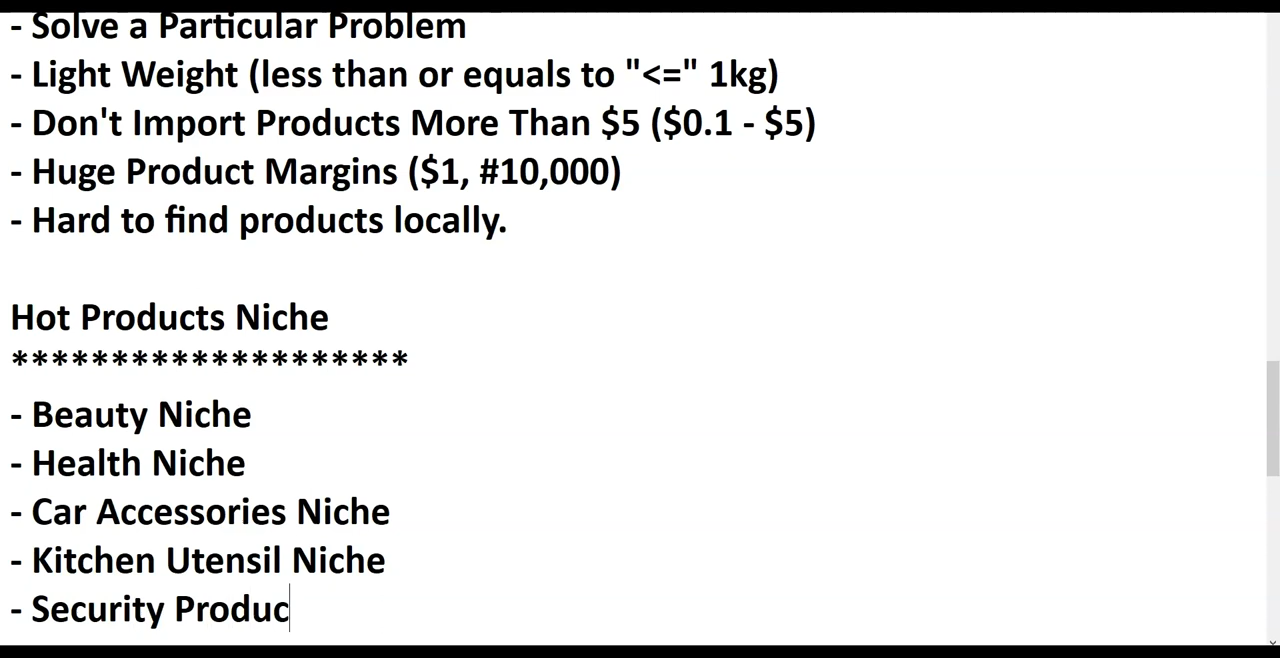 - Solve a Particular Problem
- Light Weight (less than or equals to "<=" 1kg)
- Don't Import Products More Than $5 ($0.1 - $5)
- Huge Product Margins ($1, #10,000)
- Hard to find products locally.
Hot Products Niche
********************
- Beauty Niche
- Health Niche
- Car Accessories Niche
- Kitchen Utensil Niche
- Security Produc